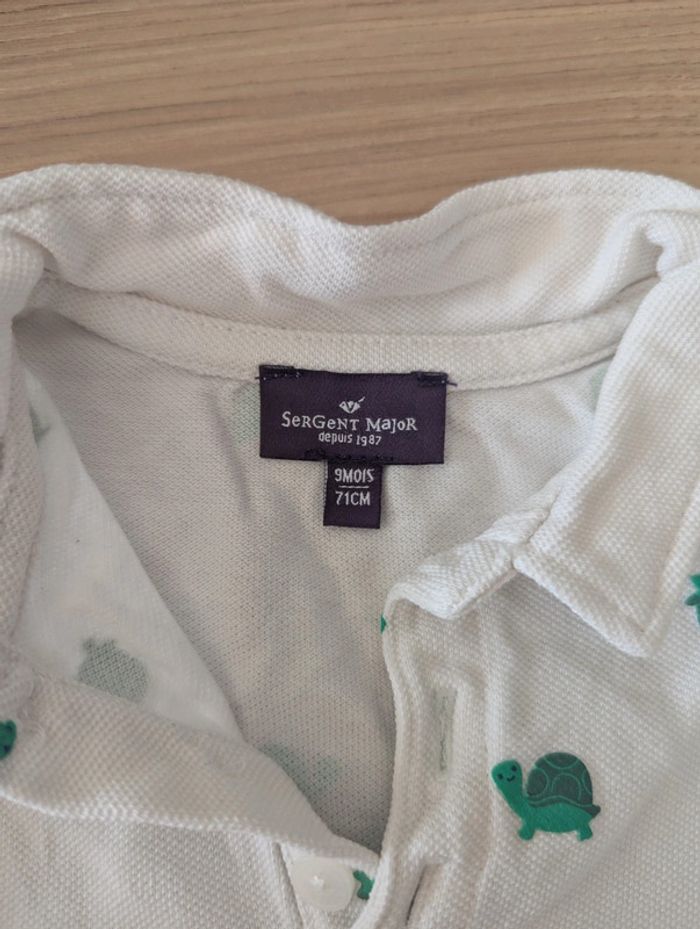 SerGent Major
depuis 1987
9MOIS
71CM